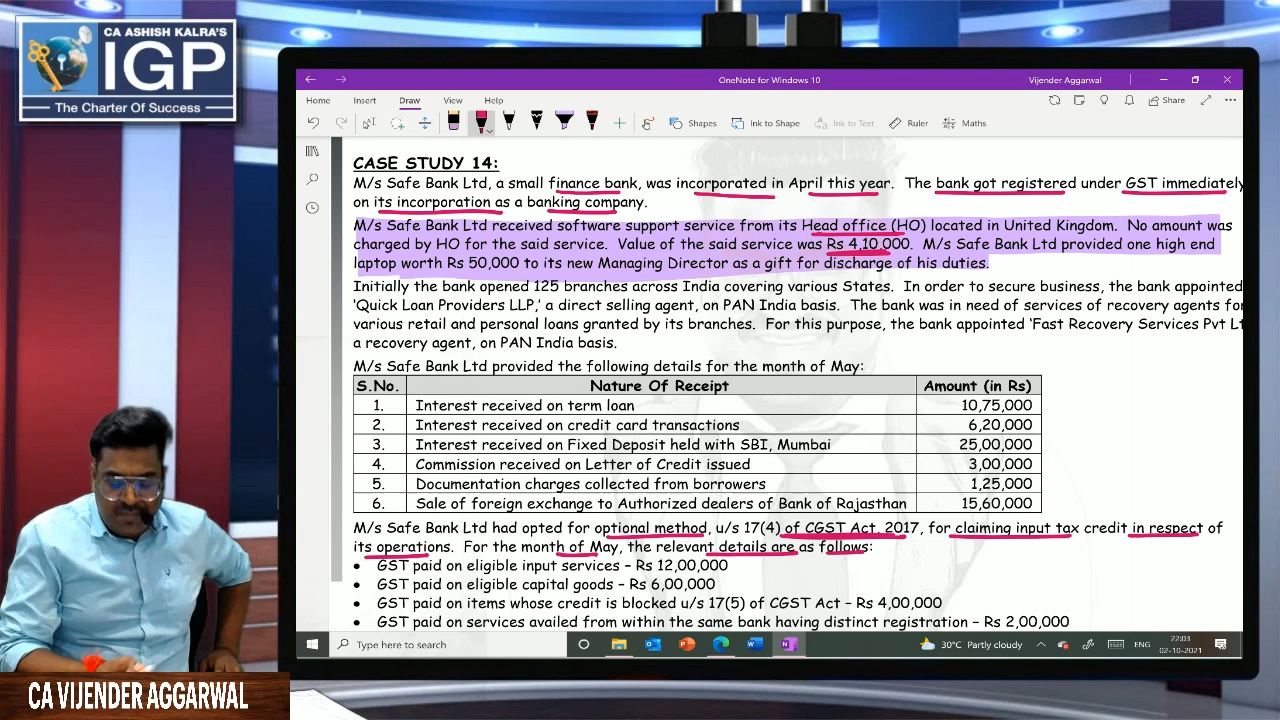 CA ASHISH KALRA'S
IGP
The Charter Of Success
OneNote for Windows 10
Vijender Aggarwal
Home Insert Draw View Help
Share
Shapes Ink to Shape Ink to Text Ruler Maths
CASE STUDY 14:
M/s Safe Bank Ltd, a small finance bank, was incorporated in April this year. The bank got registered under GST immediately
on its incorporation as a banking company.
M/s Safe Bank Ltd received software support service from its Head office (HO) located in United Kingdom. No amount was
charged by HO for the said service. Value of the said service was Rs 4,10,000. M/s Safe Bank Ltd provided one high end
laptop worth Rs 50,000 to its new Managing Director as a gift for discharge of his duties.
Initially the bank opened 125 branches across India covering various States. In order to secure business, the bank appointed
'Quick Loan Providers LLP,' a direct selling agent, on PAN India basis. The bank was in need of services of recovery agents for
various retail and personal loans granted by its branches. For this purpose, the bank appointed 'Fast Recovery Services Pvt Lt
a recovery agent, on PAN India basis.
M/s Safe Bank Ltd provided the following details for the month of May:
S.No. Nature Of Receipt Amount (in Rs)
1. Interest received on term loan 10,75,000
2. Interest received on credit card transactions 6,20,000
3. Interest received on Fixed Deposit held with SBI, Mumbai 25,00,000
4. Commission received on Letter of Credit issued 3,00,000
5. Documentation charges collected from borrowers 1,25,000
6. Sale of foreign exchange to Authorized dealers of Bank of Rajasthan 15,60,000
M/s Safe Bank Ltd had opted for optional method, u/s 17(4) of CGST Act, 2017, for claiming input tax credit in respect of
its operations. For the month of May, the relevant details are as follows:
• GST paid on eligible input services – Rs 12,00,000
• GST paid on eligible capital goods – Rs 6,00,000
• GST paid on items whose credit is blocked u/s 17(5) of CGST Act – Rs 4,00,000
• GST paid on services availed from within the same bank having distinct registration – Rs 2,00,000
Type here to search
30°C Partly cloudy
ENG
22:03
02-10-2021
CA VIJENDER AGGARWAL